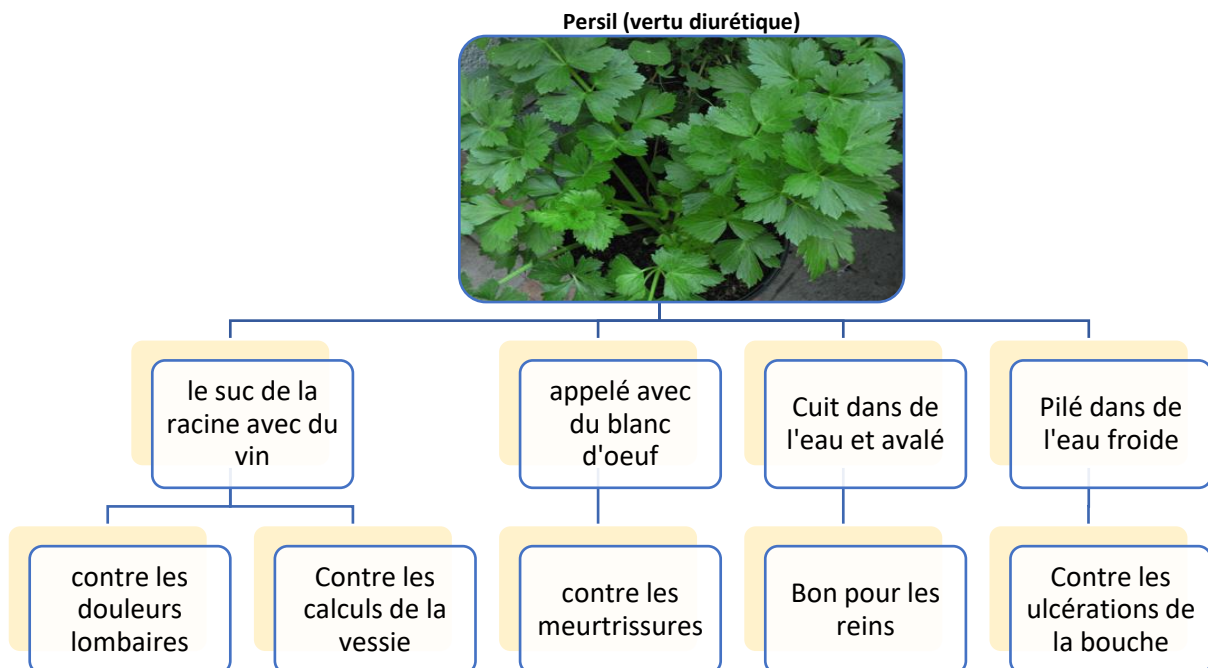 Persil (vertu diurétique)
le suc de la
racine avec du
vin
appelé avec
du blanc
d'oeuf
Cuit dans de
l'eau et avalé
Pilé dans de
l'eau froide
contre les
douleurs
lombaires
Contre les
calculs de la
vessie
contre les
meurtrissures
Bon pour les
reins
Contre les
ulcérations de
la bouche